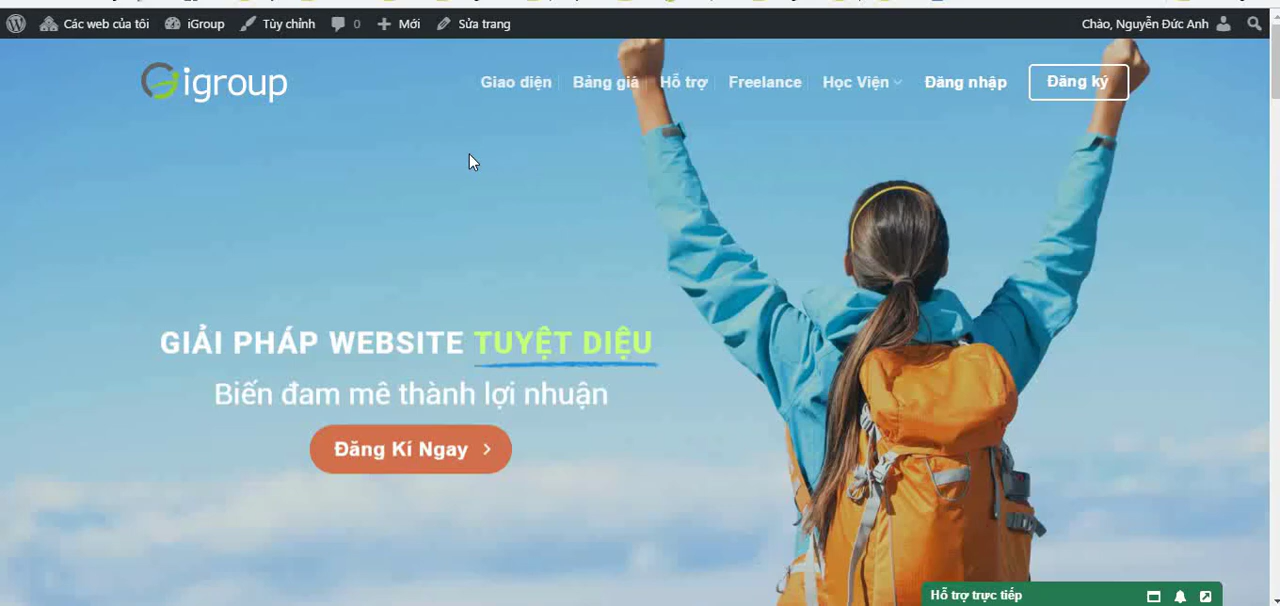 Các web của tôi iGroup Tùy chỉnh 0 Mới Sửa trang Chào, Nguyễn Đức Anh
igroup Giao diện Bảng giá Hỗ trợ Freelance Học Viện Đăng nhập Đăng ký
GIẢI PHÁP WEBSITE TUYỆT DIỆU
Biến đam mê thành lợi nhuận
Đăng Kí Ngay
Hỗ trợ trực tiếp